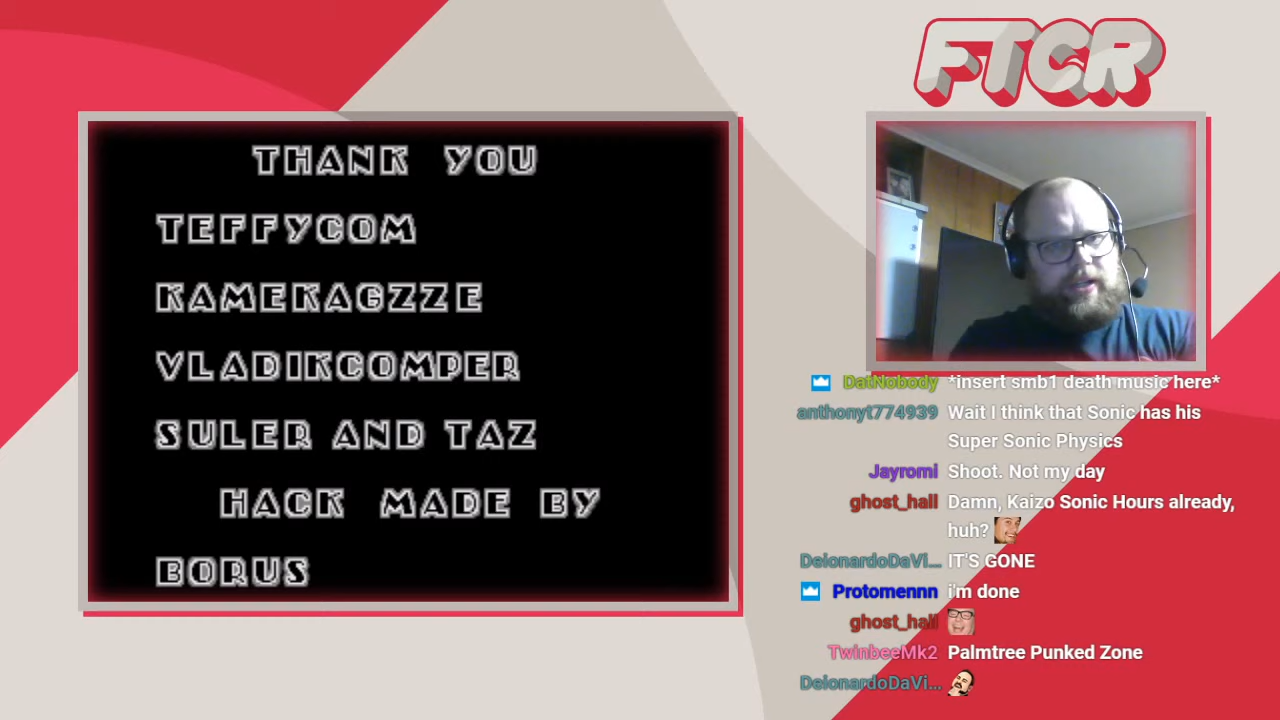 FTCR
THANK YOU
TEFFYCOM
KAMEKAGZZE
VLADIKCOMPER
SULER AND TAZ
HACK MADE BY
BORUS
DatNobody *insert smb1 death music here*
anthonyt774939 Wait I think that Sonic has his
Super Sonic Physics
Jayromi Shoot. Not my day
ghost_hall Damn, Kaizo Sonic Hours already,
huh?
DeionardoDaVi... IT'S GONE
Protomennn i'm done
ghost_hall
TwinbeeMk2 Palmtree Punked Zone
DeionardoDaVi...